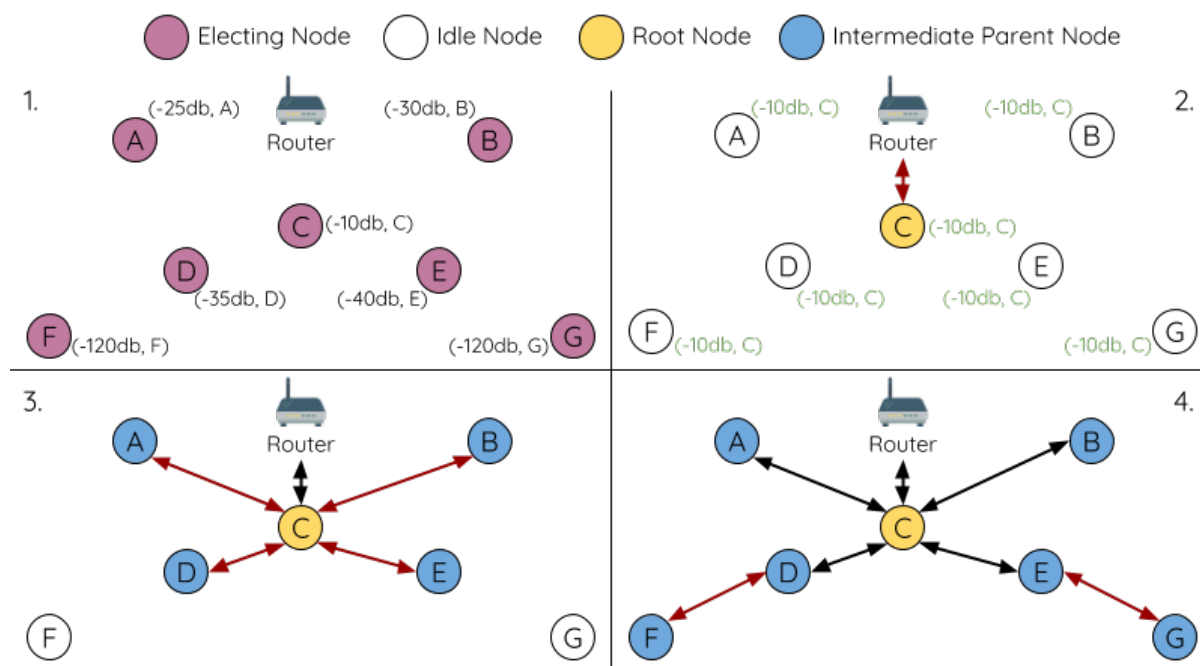 Electing Node Idle Node Root Node Intermediate Parent Node
1.
(-25db, A) (-30db, B)
A B
Router
C (-10db, C)
D E
(-35db, D) (-40db, E)
F G
(-120db, F) (-120db, G)
2.
(-10db, C) (-10db, C)
A B
Router
C (-10db, C)
D E
(-10db, C) (-10db, C)
F G
(-10db, C) (-10db, C)
3.
A B
Router
C
D E
F G
4.
A B
Router
C
D E
F G